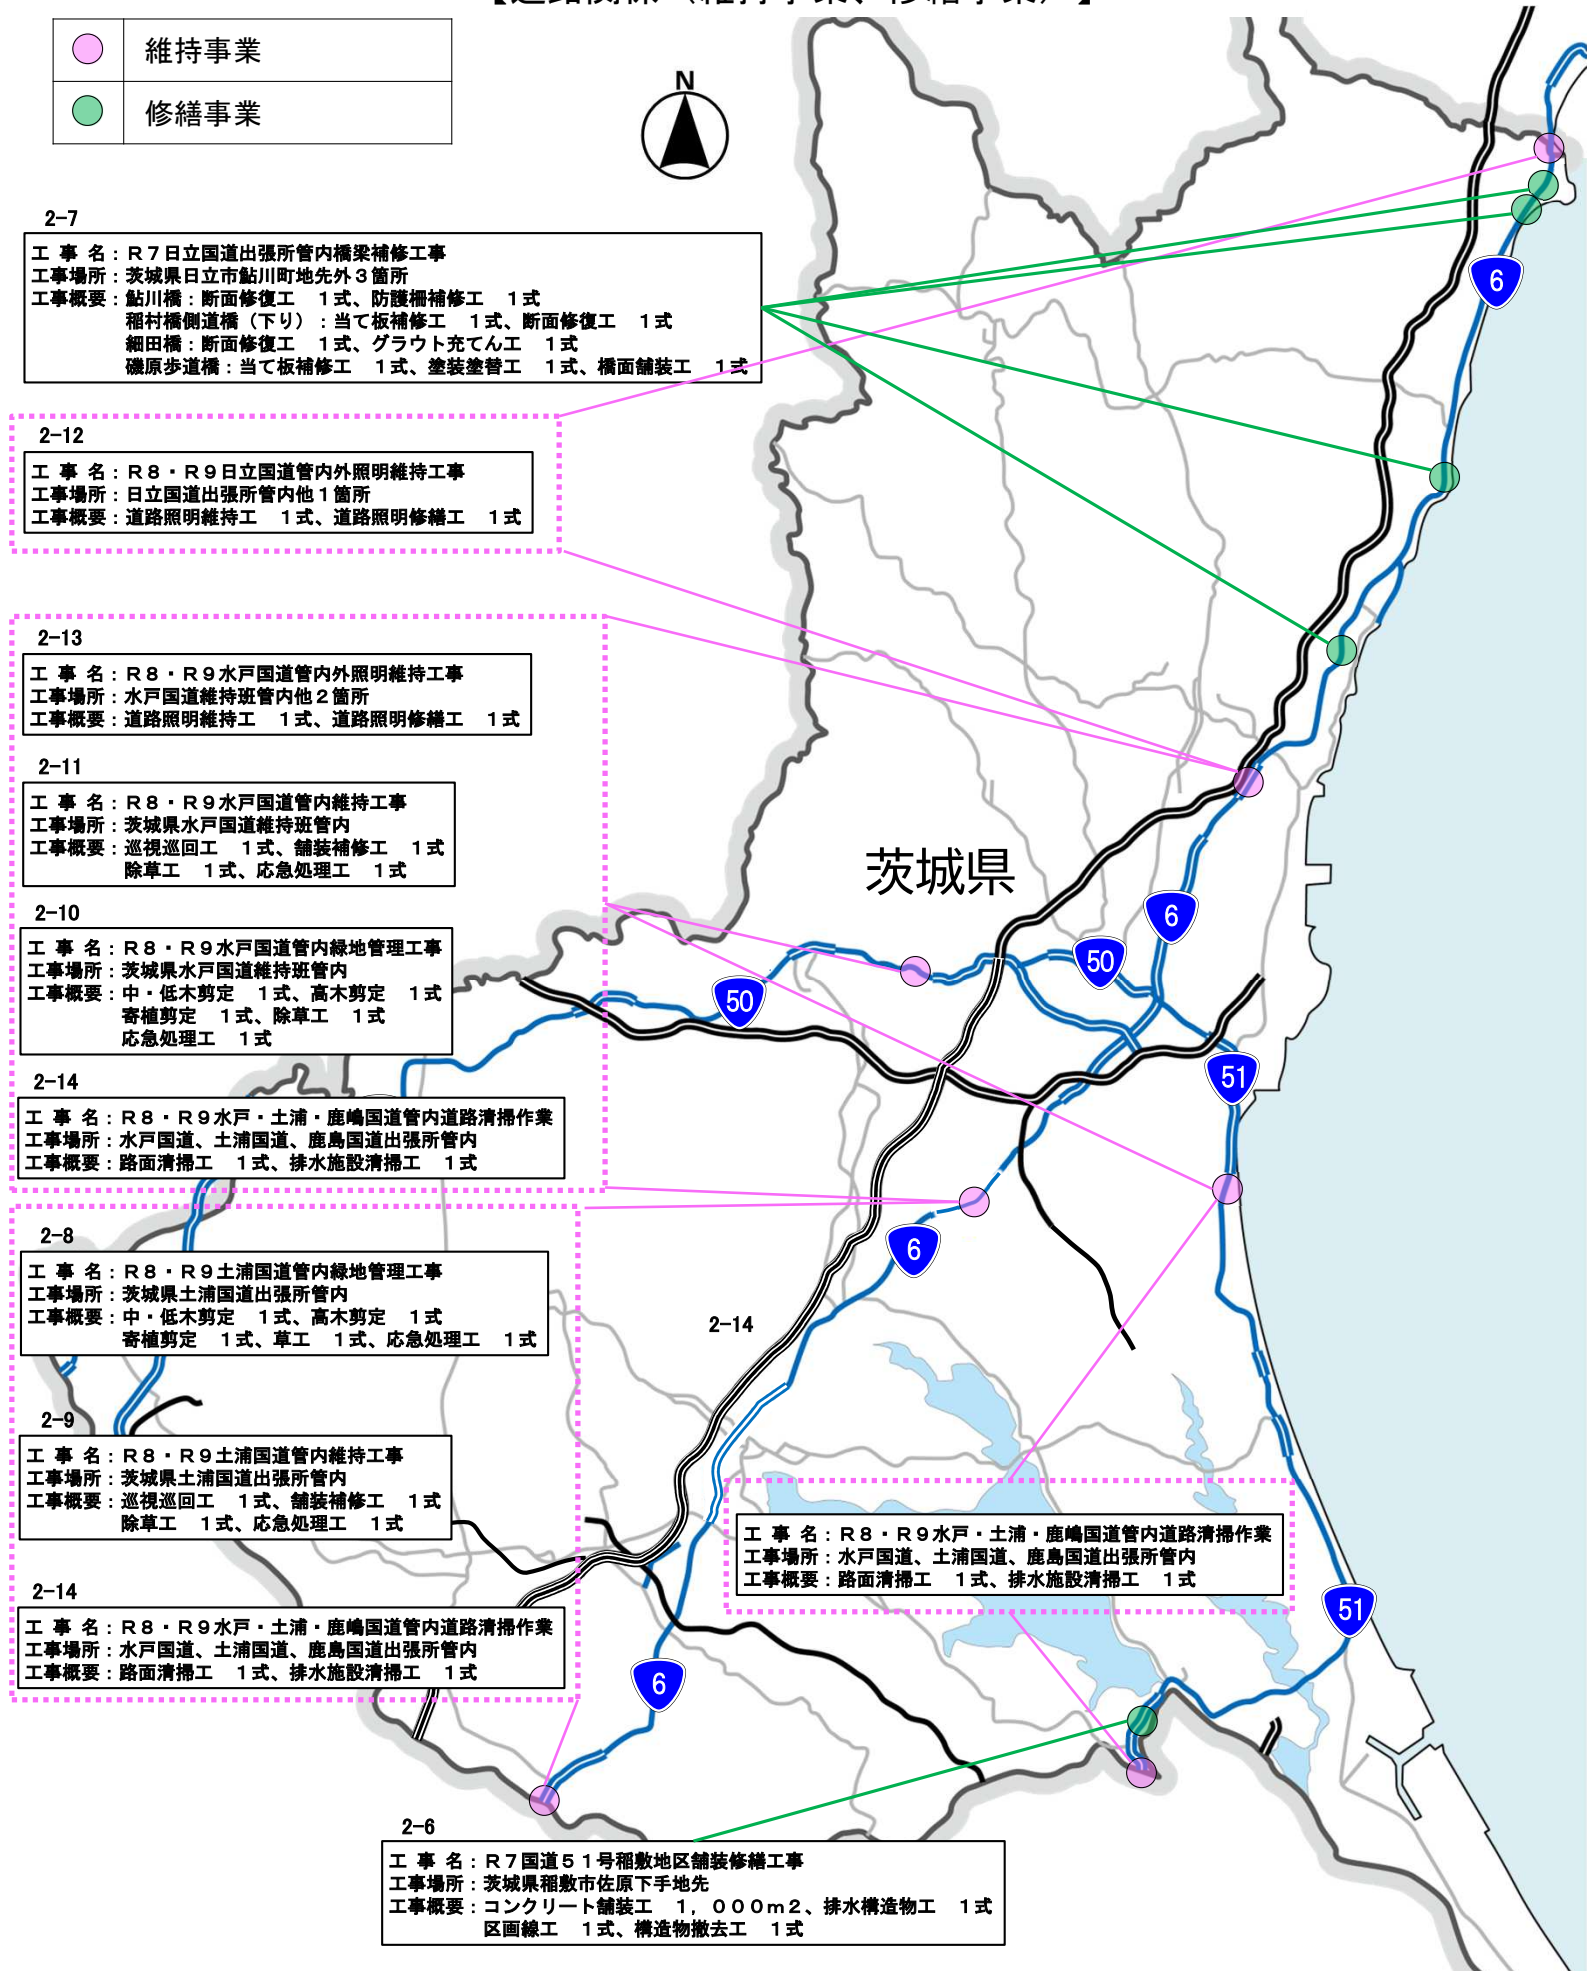 【道路関係（維持事業、修繕事業）】
維持事業
修繕事業
N
2-7
工 事 名：Ｒ７日立国道出張所管内橋梁補修工事
工事場所：茨城県日立市鮎川町地先外３箇所
工事概要：鮎川橋：断面修復工　１式、防護柵補修工　１式
稲村橋側道橋（下り）：当て板補修工　１式、断面修復工　１式
細田橋：断面修復工　１式、グラウト充てん工　１式
磯原歩道橋：当て板補修工　１式、塗装塗替工　１式、橋面舗装工　１式
6
2-12
工 事 名：Ｒ８・Ｒ９日立国道管内外照明維持工事
工事場所：日立国道出張所管内他１箇所
工事概要：道路照明維持工　１式、道路照明修繕工　１式
2-13
工 事 名：Ｒ８・Ｒ９水戸国道管内外照明維持工事
工事場所：水戸国道維持班管内他２箇所
工事概要：道路照明維持工　１式、道路照明修繕工　１式
2-11
工 事 名：Ｒ８・Ｒ９水戸国道管内維持工事
工事場所：茨城県水戸国道維持班管内
工事概要：巡視巡回工　１式、舗装補修工　１式
除草工　１式、応急処理工　１式
茨城県
6
50
50
2-10
工 事 名：Ｒ８・Ｒ９水戸国道管内緑地管理工事
工事場所：茨城県水戸国道維持班管内
工事概要：中・低木剪定　１式、高木剪定　１式
寄植剪定　１式、除草工　１式
応急処理工　１式
51
2-14
工 事 名：Ｒ８・Ｒ９水戸・土浦・鹿嶋国道管内道路清掃作業
工事場所：水戸国道、土浦国道、鹿島国道出張所管内
工事概要：路面清掃工　１式、排水施設清掃工　１式
6
2-8
工 事 名：Ｒ８・Ｒ９土浦国道管内緑地管理工事
工事場所：茨城県土浦国道出張所管内
工事概要：中・低木剪定　１式、高木剪定　１式
寄植剪定　１式、草工　１式、応急処理工　１式
2-14
2-9
工 事 名：Ｒ８・Ｒ９土浦国道管内維持工事
工事場所：茨城県土浦国道出張所管内
工事概要：巡視巡回工　１式、舗装補修工　１式
除草工　１式、応急処理工　１式
工 事 名：Ｒ８・Ｒ９水戸・土浦・鹿嶋国道管内道路清掃作業
工事場所：水戸国道、土浦国道、鹿島国道出張所管内
工事概要：路面清掃工　１式、排水施設清掃工　１式
51
2-14
工 事 名：Ｒ８・Ｒ９水戸・土浦・鹿嶋国道管内道路清掃作業
工事場所：水戸国道、土浦国道、鹿島国道出張所管内
工事概要：路面清掃工　１式、排水施設清掃工　１式
6
2-6
工 事 名：Ｒ７国道５１号稲敷地区舗装修繕工事
工事場所：茨城県稲敷市佐原下手地先
工事概要：コンクリート舗装工　１，０００ｍ２、排水構造物工　１式
区画線工　１式、構造物撤去工　１式